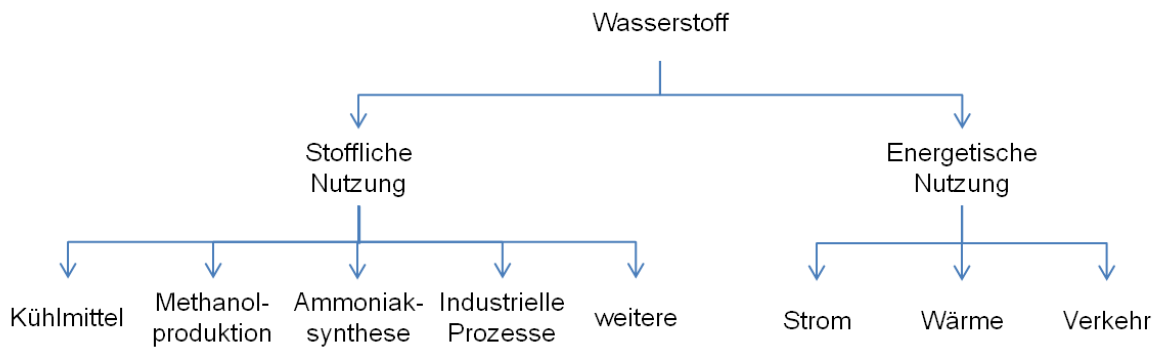 Wasserstoff
Stoffliche
Nutzung
Energetische
Nutzung
Kühlmittel
Methanol-
produktion
Ammoniak-
synthese
Industrielle
Prozesse
weitere
Strom
Wärme
Verkehr